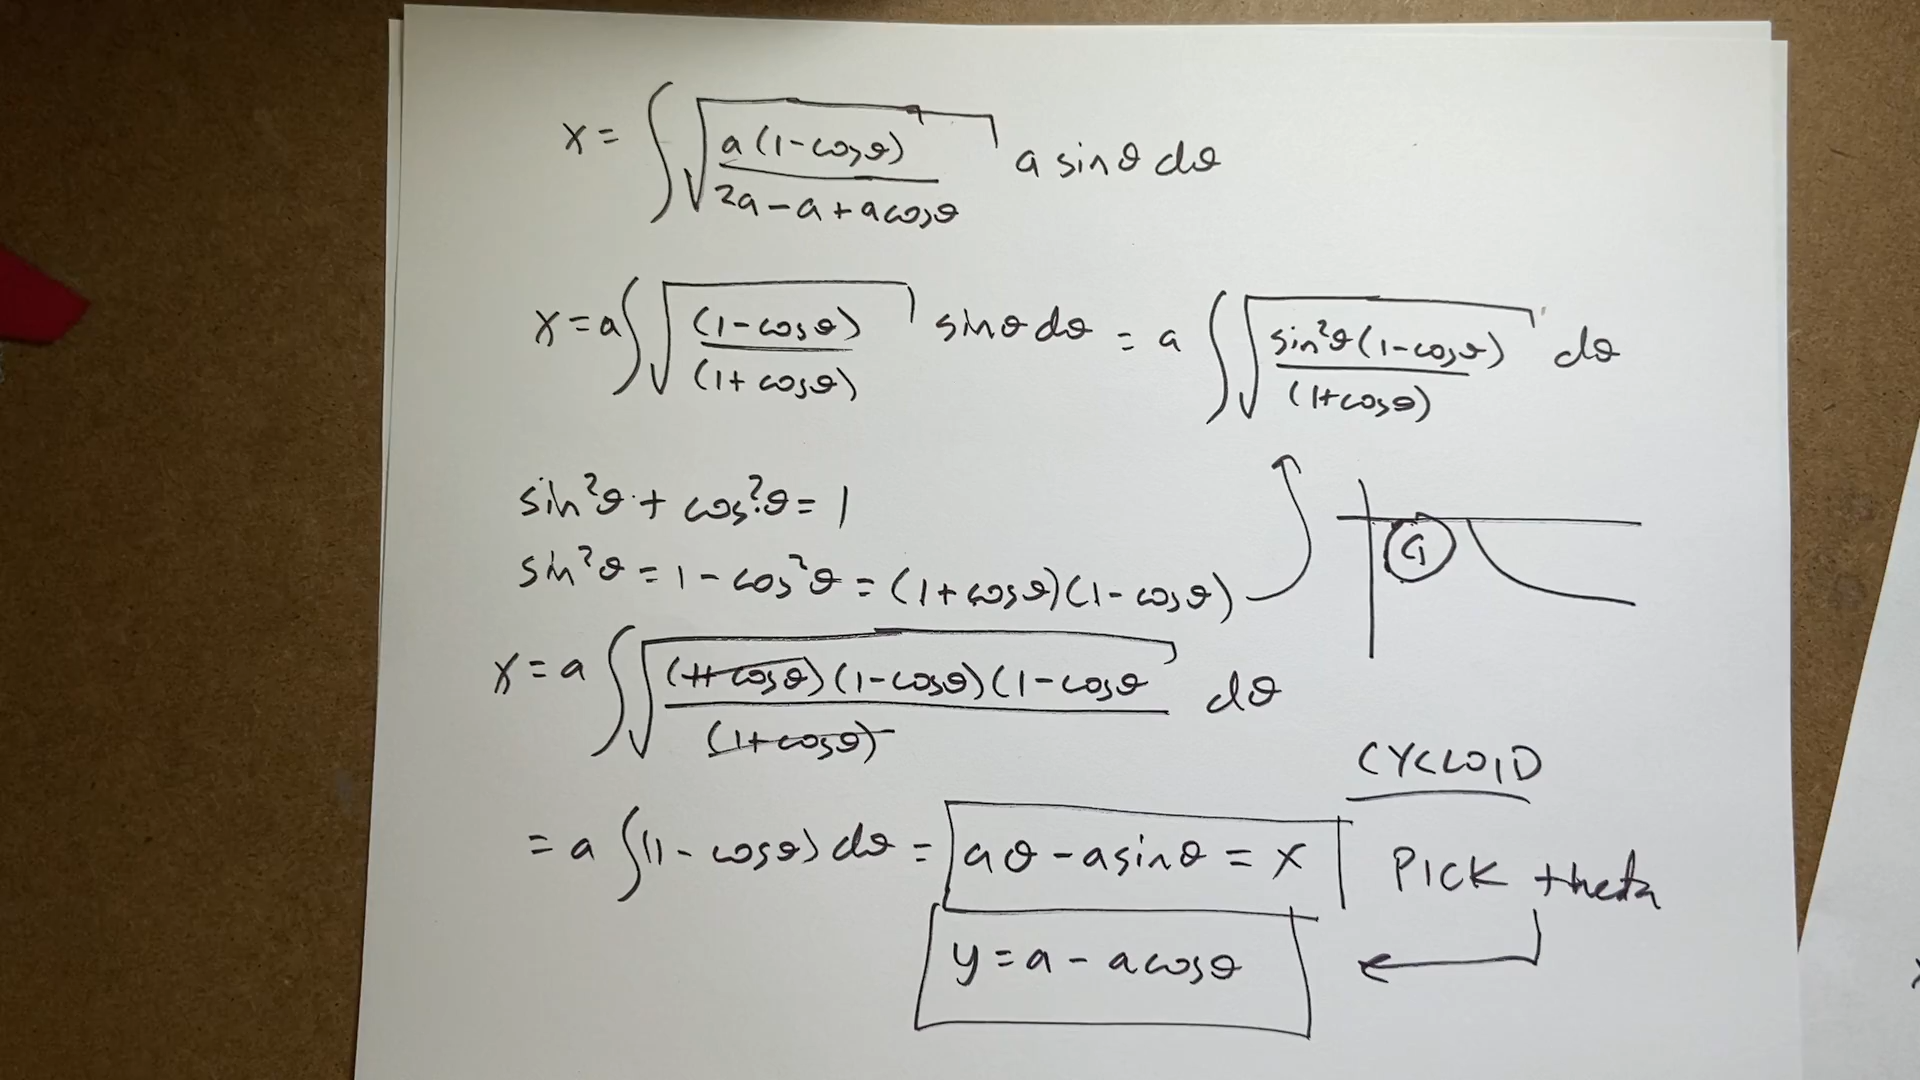 x = ∫ √(a(1-cosθ) / 2a-a+acosθ) a sinθ dθ
x = a ∫ √((1-cosθ) / (1+cosθ)) sinθ dθ = a ∫ √(sin²θ(1-cosθ) / (1+cosθ)) dθ
sin²θ + cos²θ = 1
sin²θ = 1 - cos²θ = (1+cosθ)(1-cosθ)
x = a ∫ √((1+cosθ)(1-cosθ)(1-cosθ / (1+cosθ)) dθ
CYCLOID
= a ∫(1-cosθ) dθ = aθ - a sinθ = x
PICK theta
y = a - a cosθ